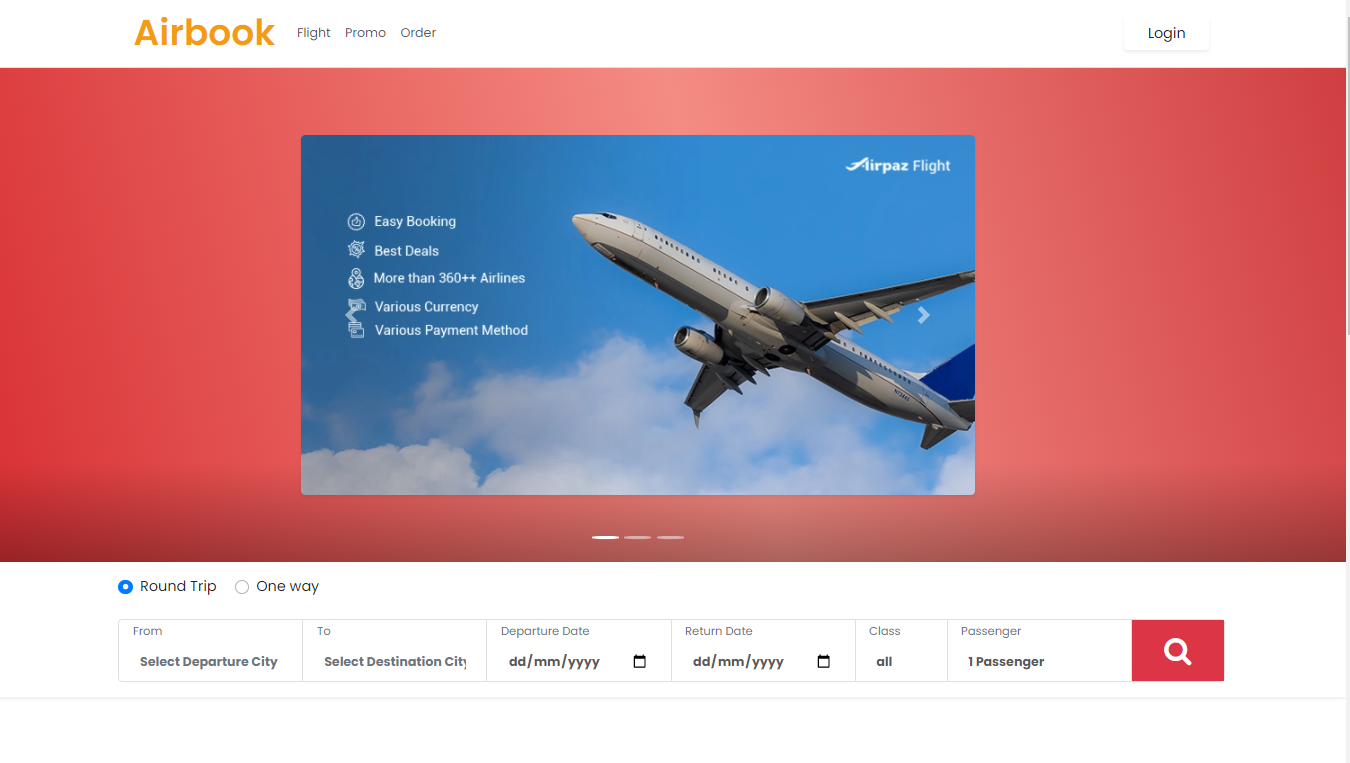 Airbook
Flight Promo Order
Login
Airpaz Flight
Easy Booking
Best Deals
More than 360++ Airlines
Various Currency
Various Payment Method
Round Trip One way
From To Departure Date Return Date Class Passenger
Select Departure City Select Destination City dd/mm/yyyy dd/mm/yyyy all 1 Passenger